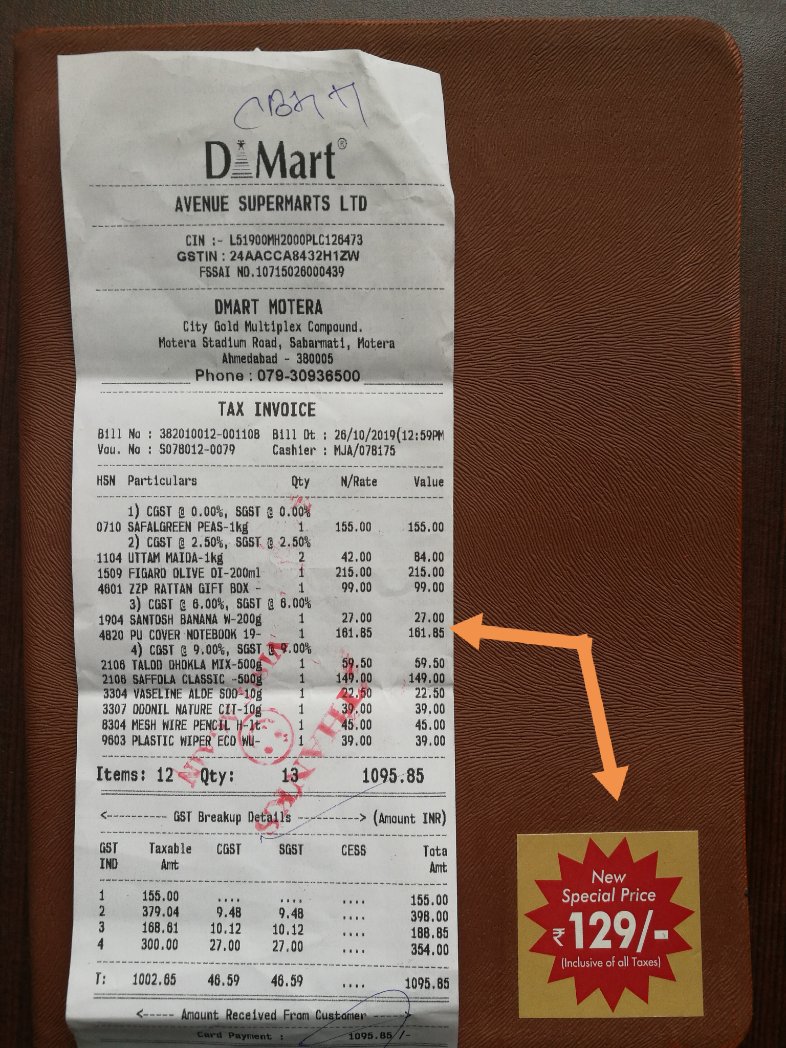 D Mart®
AVENUE SUPERMARTS LTD
CIN :- L51900MH2000PLC126473
GSTIN : 24AACCA8432H1ZW
FSSAI NO.10715026000439
DMART MOTERA
City Gold Multiplex Compound.
Motera Stadium Road, Sabarmati, Motera
Ahmedabad - 380005
Phone : 079-30936500
TAX INVOICE
Bill No : 382010012-001108 Bill Dt : 26/10/2019(12:59PM
Vou. No : S078012-0079 Cashier : MJA/078175
HSN Particulars Qty N/Rate Value
1) CGST @ 0.00%, SGST @ 0.00%
0710 SAFALGREEN PEAS-1kg 1 155.00 155.00
2) CGST @ 2.50%, SGST @ 2.50%
1104 UTTAM MAIDA-1kg 2 42.00 84.00
1509 FIGARO OLIVE OI-200ml 1 215.00 215.00
4601 ZZP RATTAN GIFT BOX - 1 99.00 99.00
3) CGST @ 6.00%, SGST @ 6.00%
1904 SANTOSH BANANA W-200g 1 27.00 27.00
4820 PU COVER NOTEBOOK 19- 1 161.85 161.85
4) CGST @ 9.00%, SGST @ 9.00%
2106 TALOD DHOKLA MIX-500g 1 59.50 59.50
2106 SAFFOLA CLASSIC -500g 1 149.00 149.00
3304 VASELINE ALOE SOO-10g 1 22.50 22.50
3307 ODONIL NATURE CIT-10g 1 39.00 39.00
8304 MESH WIRE PENCIL H-1t 1 45.00 45.00
9603 PLASTIC WIPER ECO WU- 1 39.00 39.00
Items: 12 Qty: 13 1095.85
<-------- GST Breakup Details --------> (Amount INR)
GST IND Taxable Amt CGST SGST CESS Tota Amt
1 155.00 .... .... .... 155.00
2 379.04 9.48 9.48 .... 398.00
3 168.61 10.12 10.12 .... 188.85
4 300.00 27.00 27.00 .... 354.00
T: 1002.65 46.59 46.59 .... 1095.85
<----- Amount Received From Customer ----->
Card Payment : 1095.85 /-
THANKS
VISIT AGAIN
New
Special Price
₹129/-
(Inclusive of all Taxes)